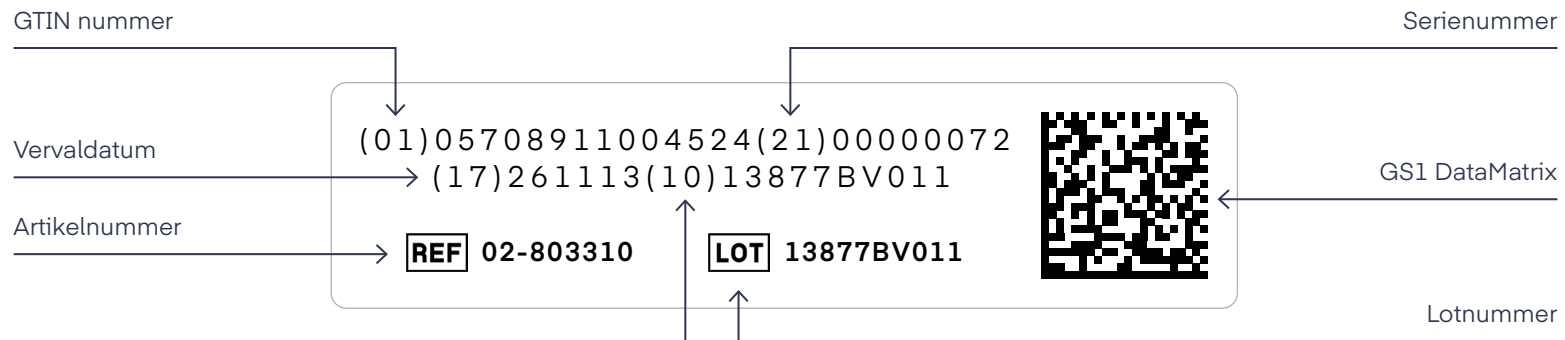 GTIN nummer
Serienummer
(01)05708911004524(21)00000072
Vervaldatum
(17)261113(10)13877BV011
GS1 DataMatrix
Artikelnummer
REF 02-803310 LOT 13877BV011
Lotnummer